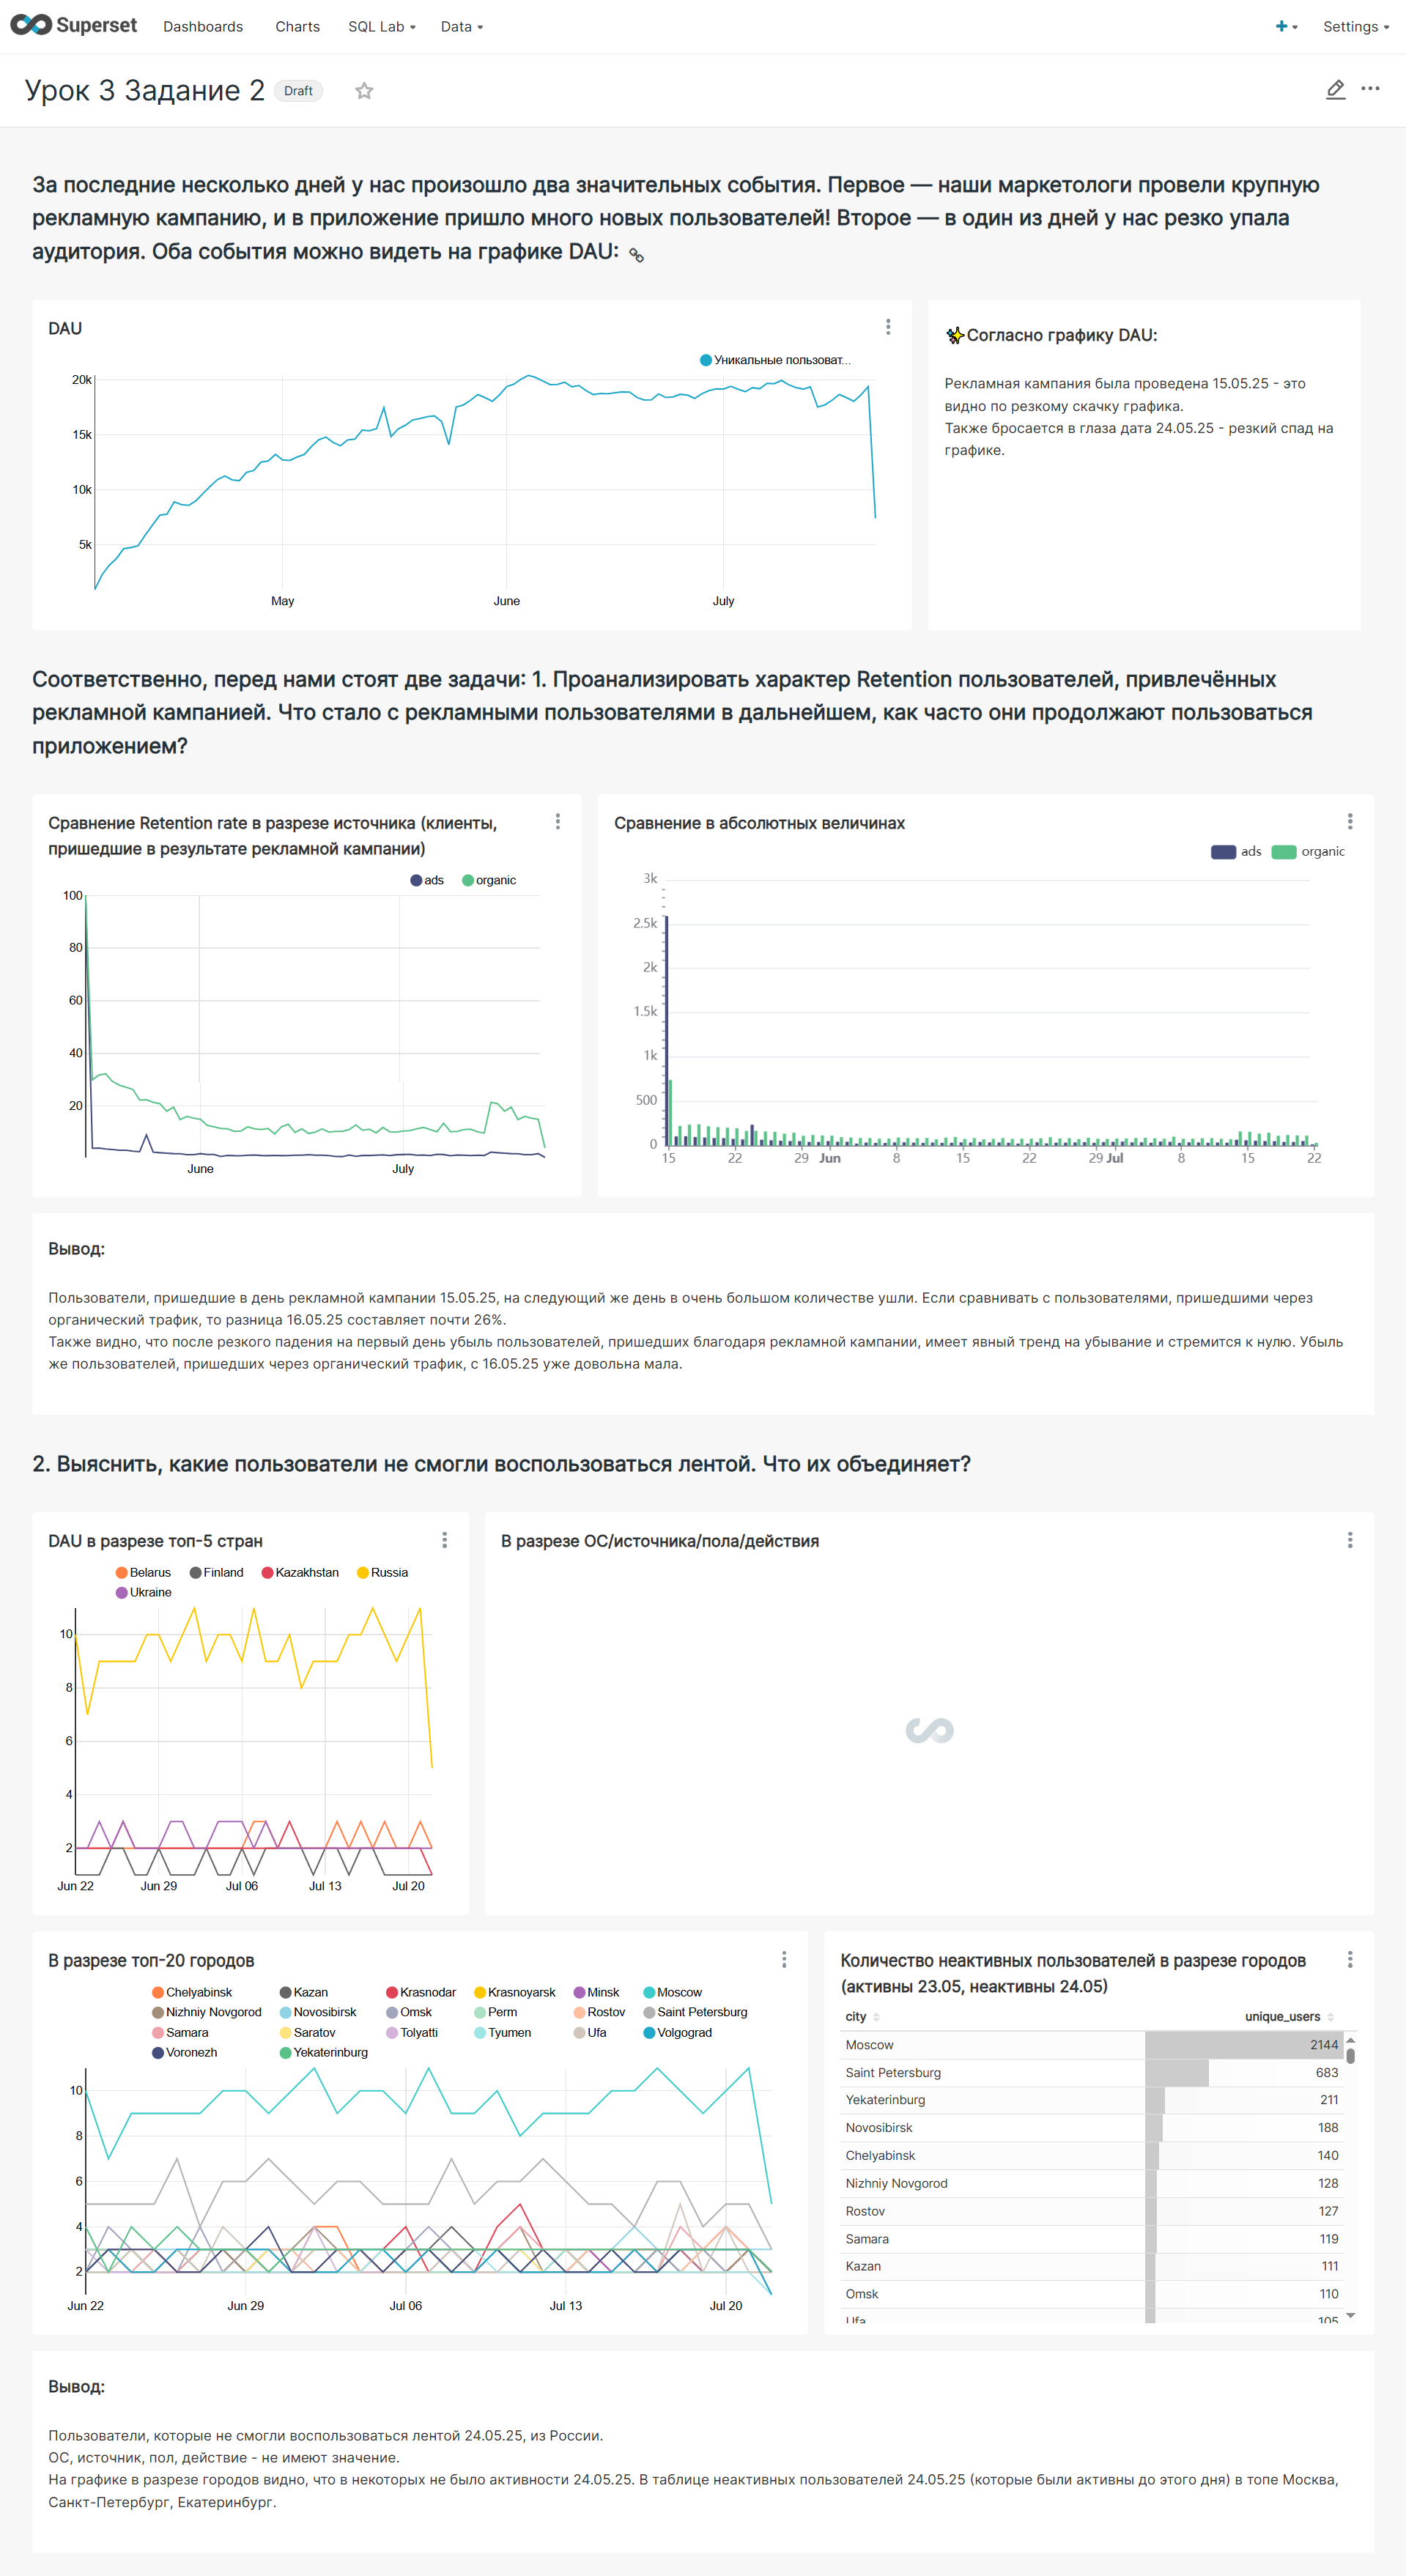 Superset Dashboards Charts SQL Lab Data Settings
Урок 3 Задание 2 Draft
За последние несколько дней у нас произошло два значительных события. Первое — наши маркетологи провели крупную
рекламную кампанию, и в приложение пришло много новых пользователей! Второе — в один из дней у нас резко упала
аудитория. Оба события можно видеть на графике DAU:
DAU
Уникальные пользоват...
20k
15k
10k
5k
May June July
Согласно графику DAU:
Рекламная кампания была проведена 15.05.25 - это
видно по резкому скачку графика.
Также бросается в глаза дата 24.05.25 - резкий спад на
графике.
Соответственно, перед нами стоят две задачи: 1. Проанализировать характер Retention пользователей, привлечённых
рекламной кампанией. Что стало с рекламными пользователями в дальнейшем, как часто они продолжают пользоваться
приложением?
Сравнение Retention rate в разрезе источника (клиенты,
пришедшие в результате рекламной кампании)
ads organic
100
80
60
40
20
June July
Сравнение в абсолютных величинах
ads organic
3k
2.5k
2k
1.5k
1k
500
0
15 22 29 Jun 8 15 22 29 Jul 8 15 22
Вывод:
Пользователи, пришедшие в день рекламной кампании 15.05.25, на следующий же день в очень большом количестве ушли. Если сравнивать с пользователями, пришедшими через
органический трафик, то разница 16.05.25 составляет почти 26%.
Также видно, что после резкого падения на первый день убыль пользователей, пришедших благодаря рекламной кампании, имеет явный тренд на убывание и стремится к нулю. Убыль
же пользователей, пришедших через органический трафик, с 16.05.25 уже довольна мала.
2. Выяснить, какие пользователи не смогли воспользоваться лентой. Что их объединяет?
DAU в разрезе топ-5 стран
Belarus Finland Kazakhstan Russia
Ukraine
10
8
6
4
2
Jun 22 Jun 29 Jul 06 Jul 13 Jul 20
В разрезе ОС/источника/пола/действия
В разрезе топ-20 городов
Chelyabinsk Kazan Krasnodar Krasnoyarsk Minsk Moscow
Nizhniy Novgorod Novosibirsk Omsk Perm Rostov Saint Petersburg
Samara Saratov Tolyatti Tyumen Ufa Volgograd
Voronezh Yekaterinburg
10
8
6
4
2
Jun 22 Jun 29 Jul 06 Jul 13 Jul 20
Количество неактивных пользователей в разрезе городов
(активны 23.05, неактивны 24.05)
city unique_users
Moscow 2144
Saint Petersburg 683
Yekaterinburg 211
Novosibirsk 188
Chelyabinsk 140
Nizhniy Novgorod 128
Rostov 127
Samara 119
Kazan 111
Omsk 110
Ufa 105
Вывод:
Пользователи, которые не смогли воспользоваться лентой 24.05.25, из России.
ОС, источник, пол, действие - не имеют значение.
На графике в разрезе городов видно, что в некоторых не было активности 24.05.25. В таблице неактивных пользователей 24.05.25 (которые были активны до этого дня) в топе Москва,
Санкт-Петербург, Екатеринбург.